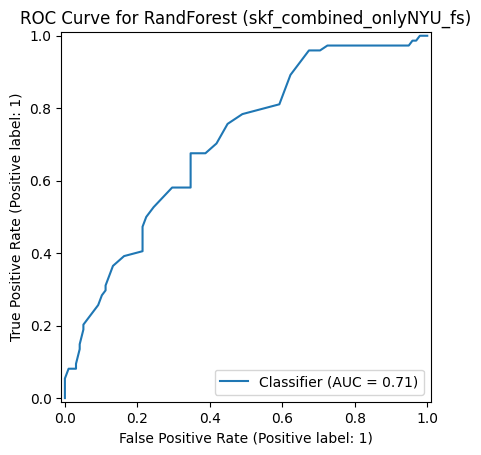 ROC Curve for RandForest (skf_combined_onlyNYU_fs)
1.0
0.8
0.6
0.4
0.2
0.0
True Positive Rate (Positive label: 1)
Classifier (AUC = 0.71)
0.0 0.2 0.4 0.6 0.8 1.0
False Positive Rate (Positive label: 1)